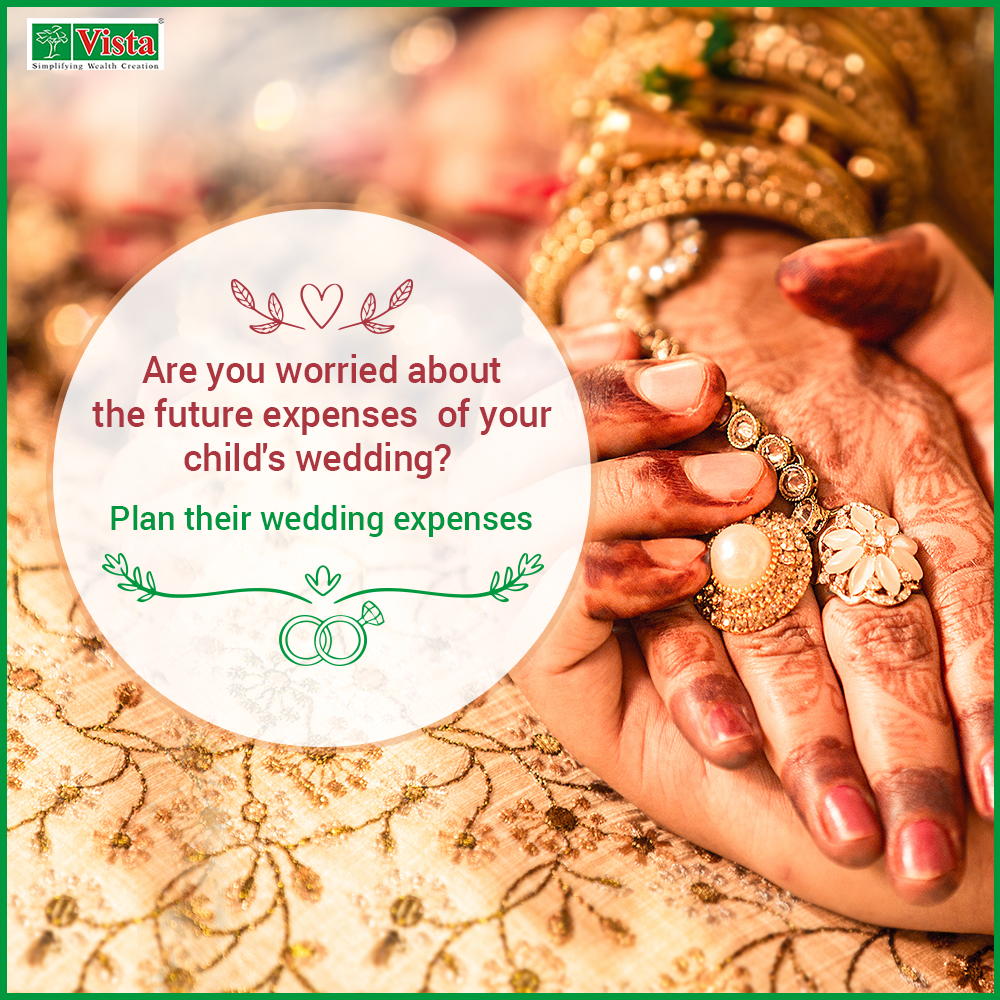 Vista®
Simplifying Wealth Creation
Are you worried about
the future expenses  of your
child's wedding?
Plan their wedding expenses